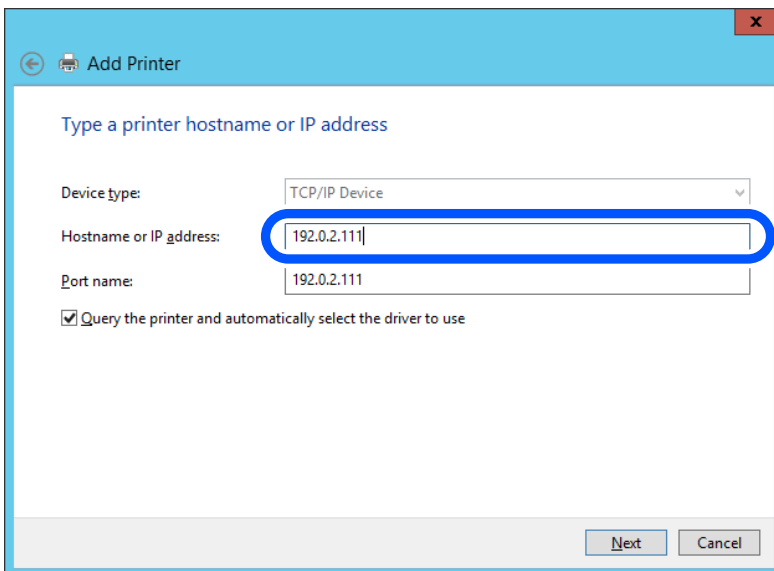 x
Add Printer
Type a printer hostname or IP address
Device type: TCP/IP Device
Hostname or IP address: 192.0.2.111
Port name: 192.0.2.111
Query the printer and automatically select the driver to use
Next Cancel